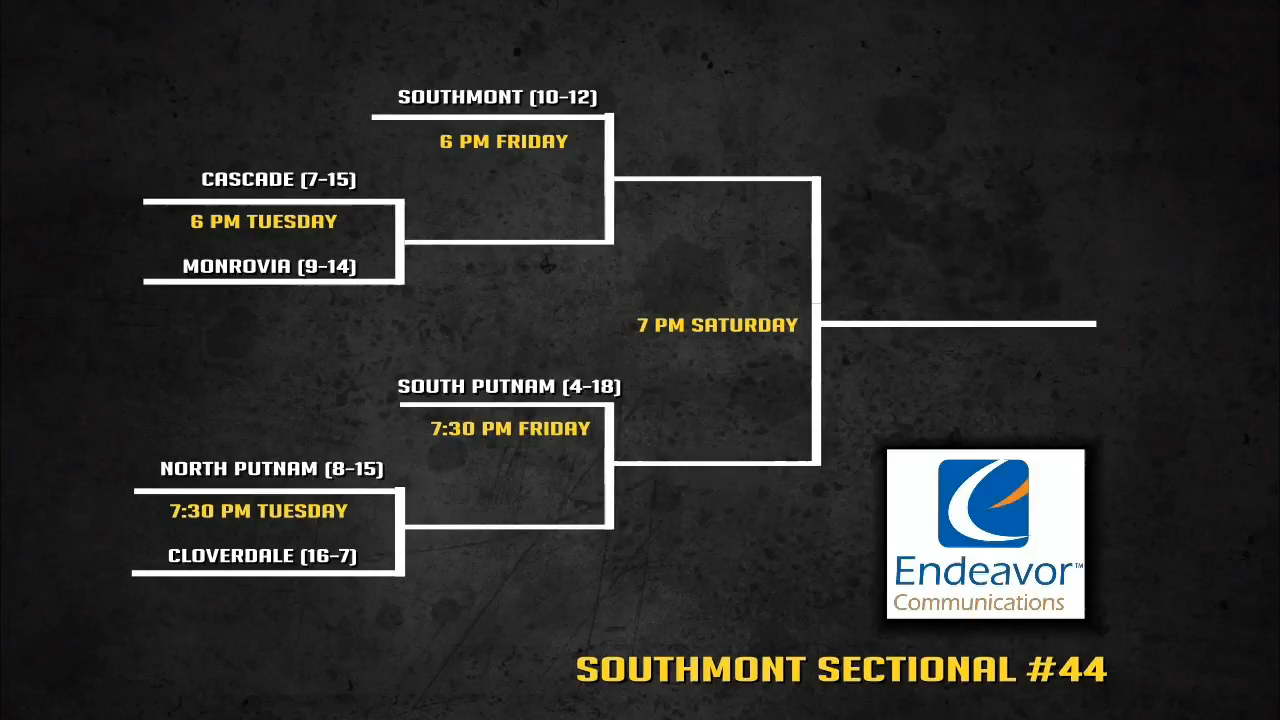 SOUTHMONT (10-12)
6 PM FRIDAY
CASCADE (7-15)
6 PM TUESDAY
MONROVIA (9-14)
7 PM SATURDAY
SOUTH PUTNAM (4-18)
7:30 PM FRIDAY
NORTH PUTNAM (8-15)
7:30 PM TUESDAY
CLOVERDALE (16-7)
Endeavor™
Communications
SOUTHMONT SECTIONAL #44